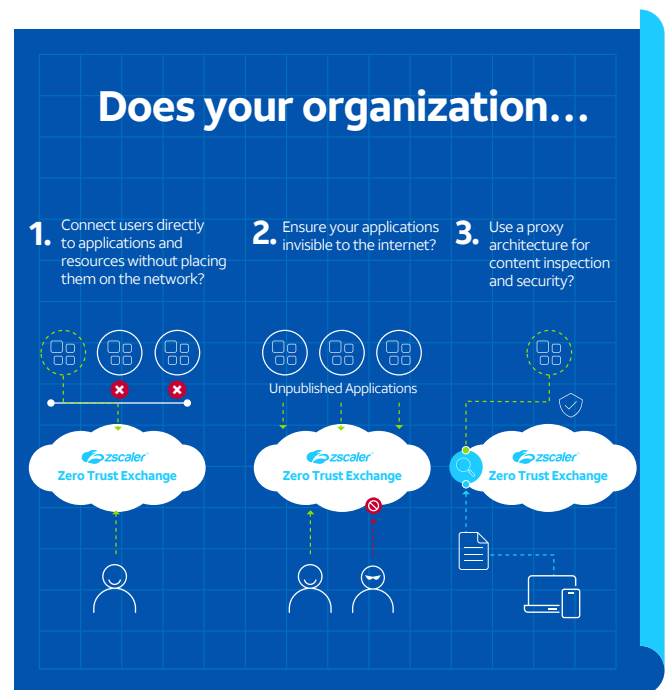 Does your organization...
1.
Connect users directly
to applications and
resources without placing
them on the network?
2.
Ensure your applications
invisible to the internet?
3.
Use a proxy
architecture for
content inspection
and security?
Unpublished Applications
zscaler
Zero Trust Exchange
zscaler
Zero Trust Exchange
zscaler
Zero Trust Exchange